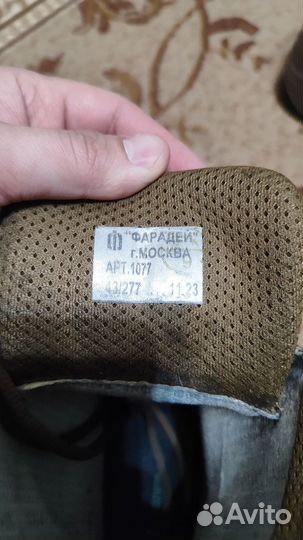 "ФАРАДЕЙ"
г.МОСКВА
АРТ.1077
43/277 11.23
Avito